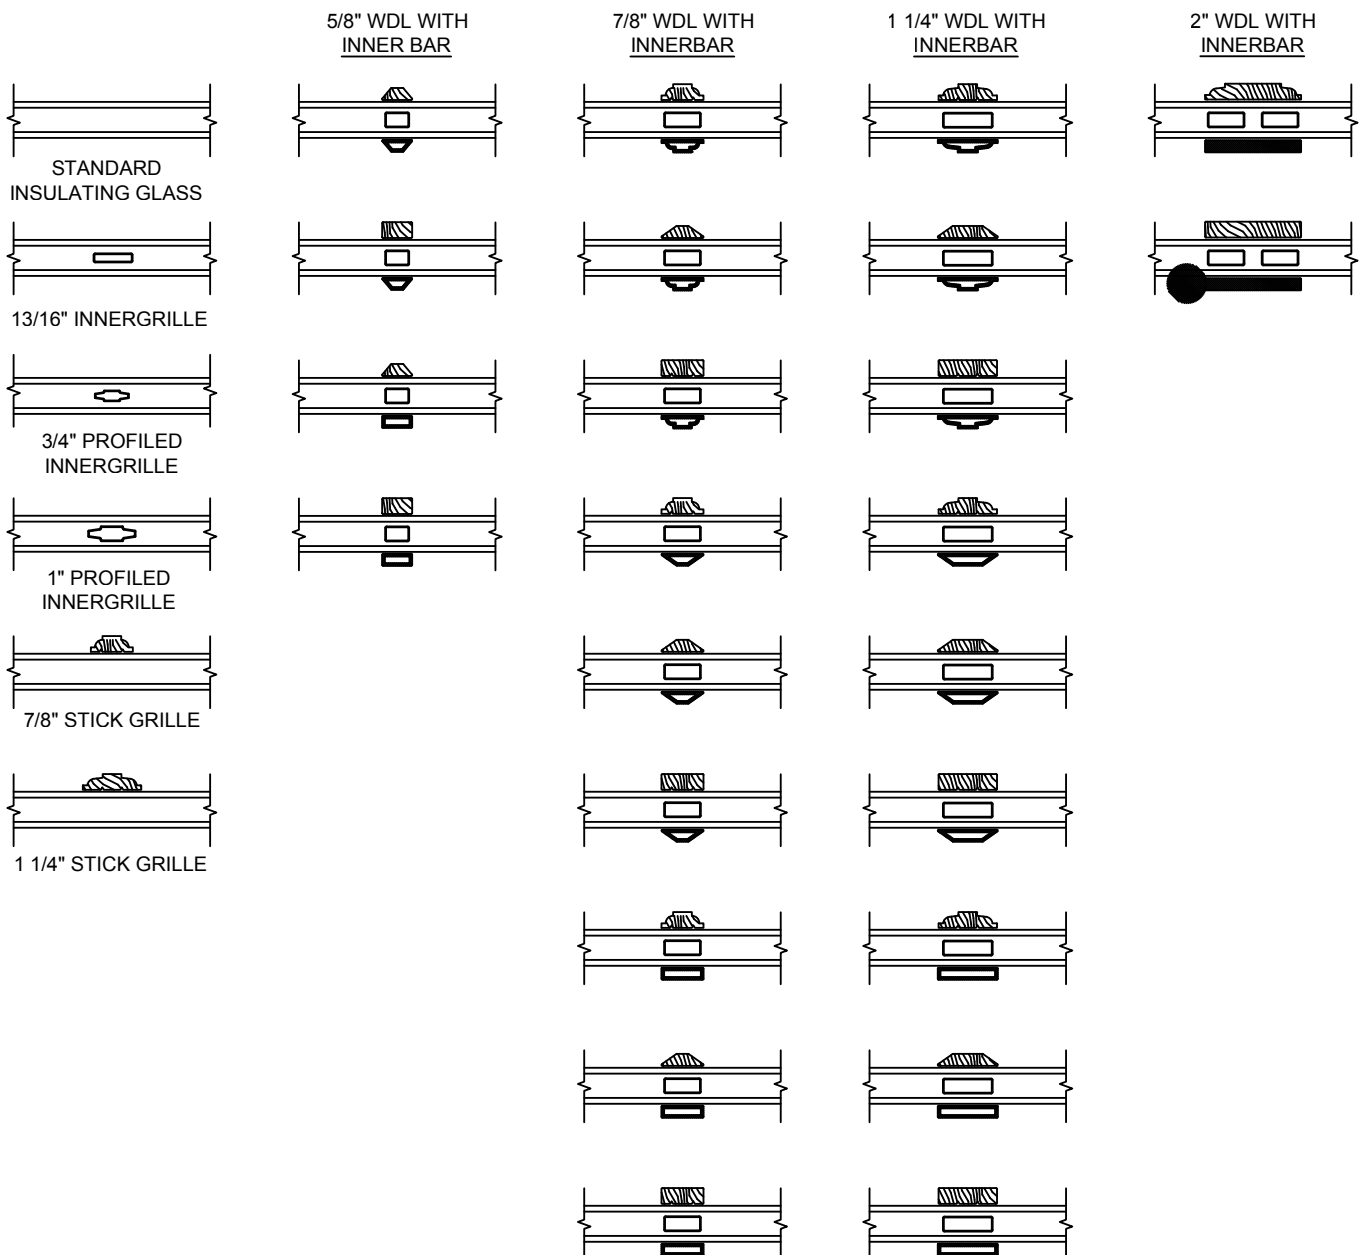 5/8" WDL WITH
INNER BAR
7/8" WDL WITH
INNERBAR
1 1/4" WDL WITH
INNERBAR
2" WDL WITH
INNERBAR
STANDARD
INSULATING GLASS
13/16" INNERGRILLE
3/4" PROFILED
INNERGRILLE
1" PROFILED
INNERGRILLE
7/8" STICK GRILLE
1 1/4" STICK GRILLE